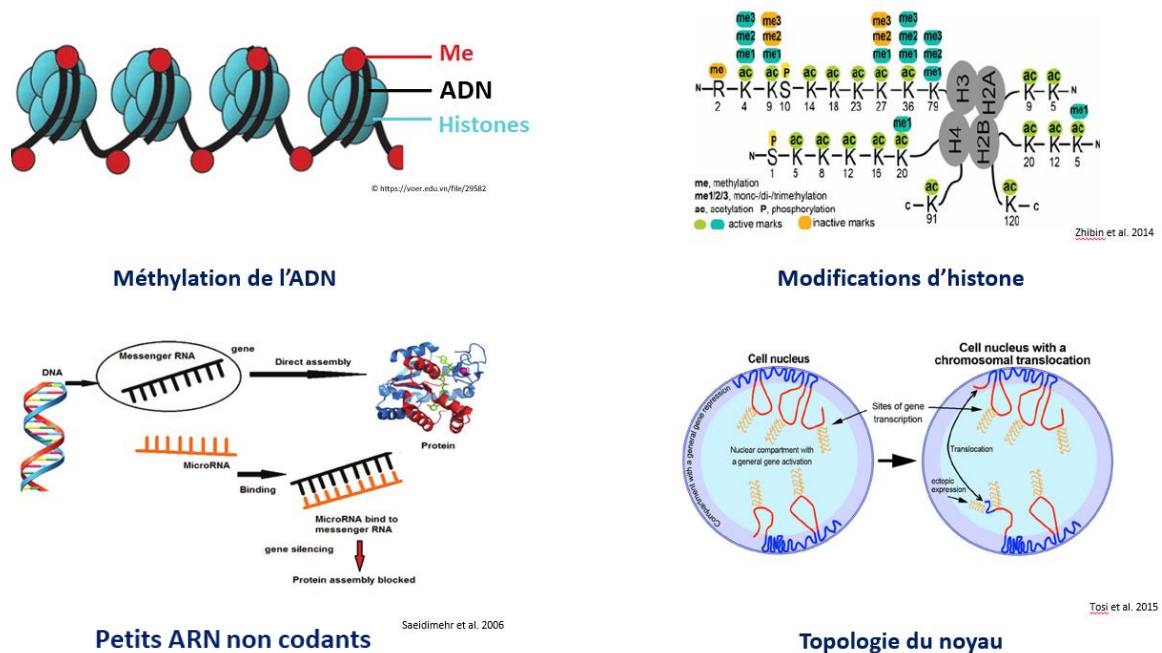 Me
ADN
Histones
© https://voer.edu.vn/file/29582
Méthylation de l’ADN
me3 me3 me3 me3
me2 me2 me2 me2 me3
me1 me1 me1 me1 me2
me ac ac P ac ac ac ac ac me1
N R K K S K K K K K K
2 4 9 10 14 18 23 27 36 79
H3 H2A
H4 H2B
ac ac
K K N
9 5
me1
P ac ac ac ac ac
N S K K K K K
1 5 8 12 16 20
me1
ac ac ac
K K K N
20 12 5
ac ac
C K K C
91 120
me, methylation
me1/2/3, mono-/di-/trimethylation
ac, acetylation P, phosphorylation
active marks inactive marks
Zhibin et al. 2014
Modifications d’histone
DNA
Messenger RNA
gene
Direct assembly
Protein
MicroRNA
Binding
MicroRNA bind to
messenger RNA
gene silencing
Protein assembly blocked
Saeidimehr et al. 2006
Petits ARN non codants
Cell nucleus
Compartment with a general gene repression
Nuclear compartment with
a general gene activation
Sites of gene
transcription
Cell nucleus with a
chromosomal translocation
Translocation
ectopic
expression
Tosi et al. 2015
Topologie du noyau